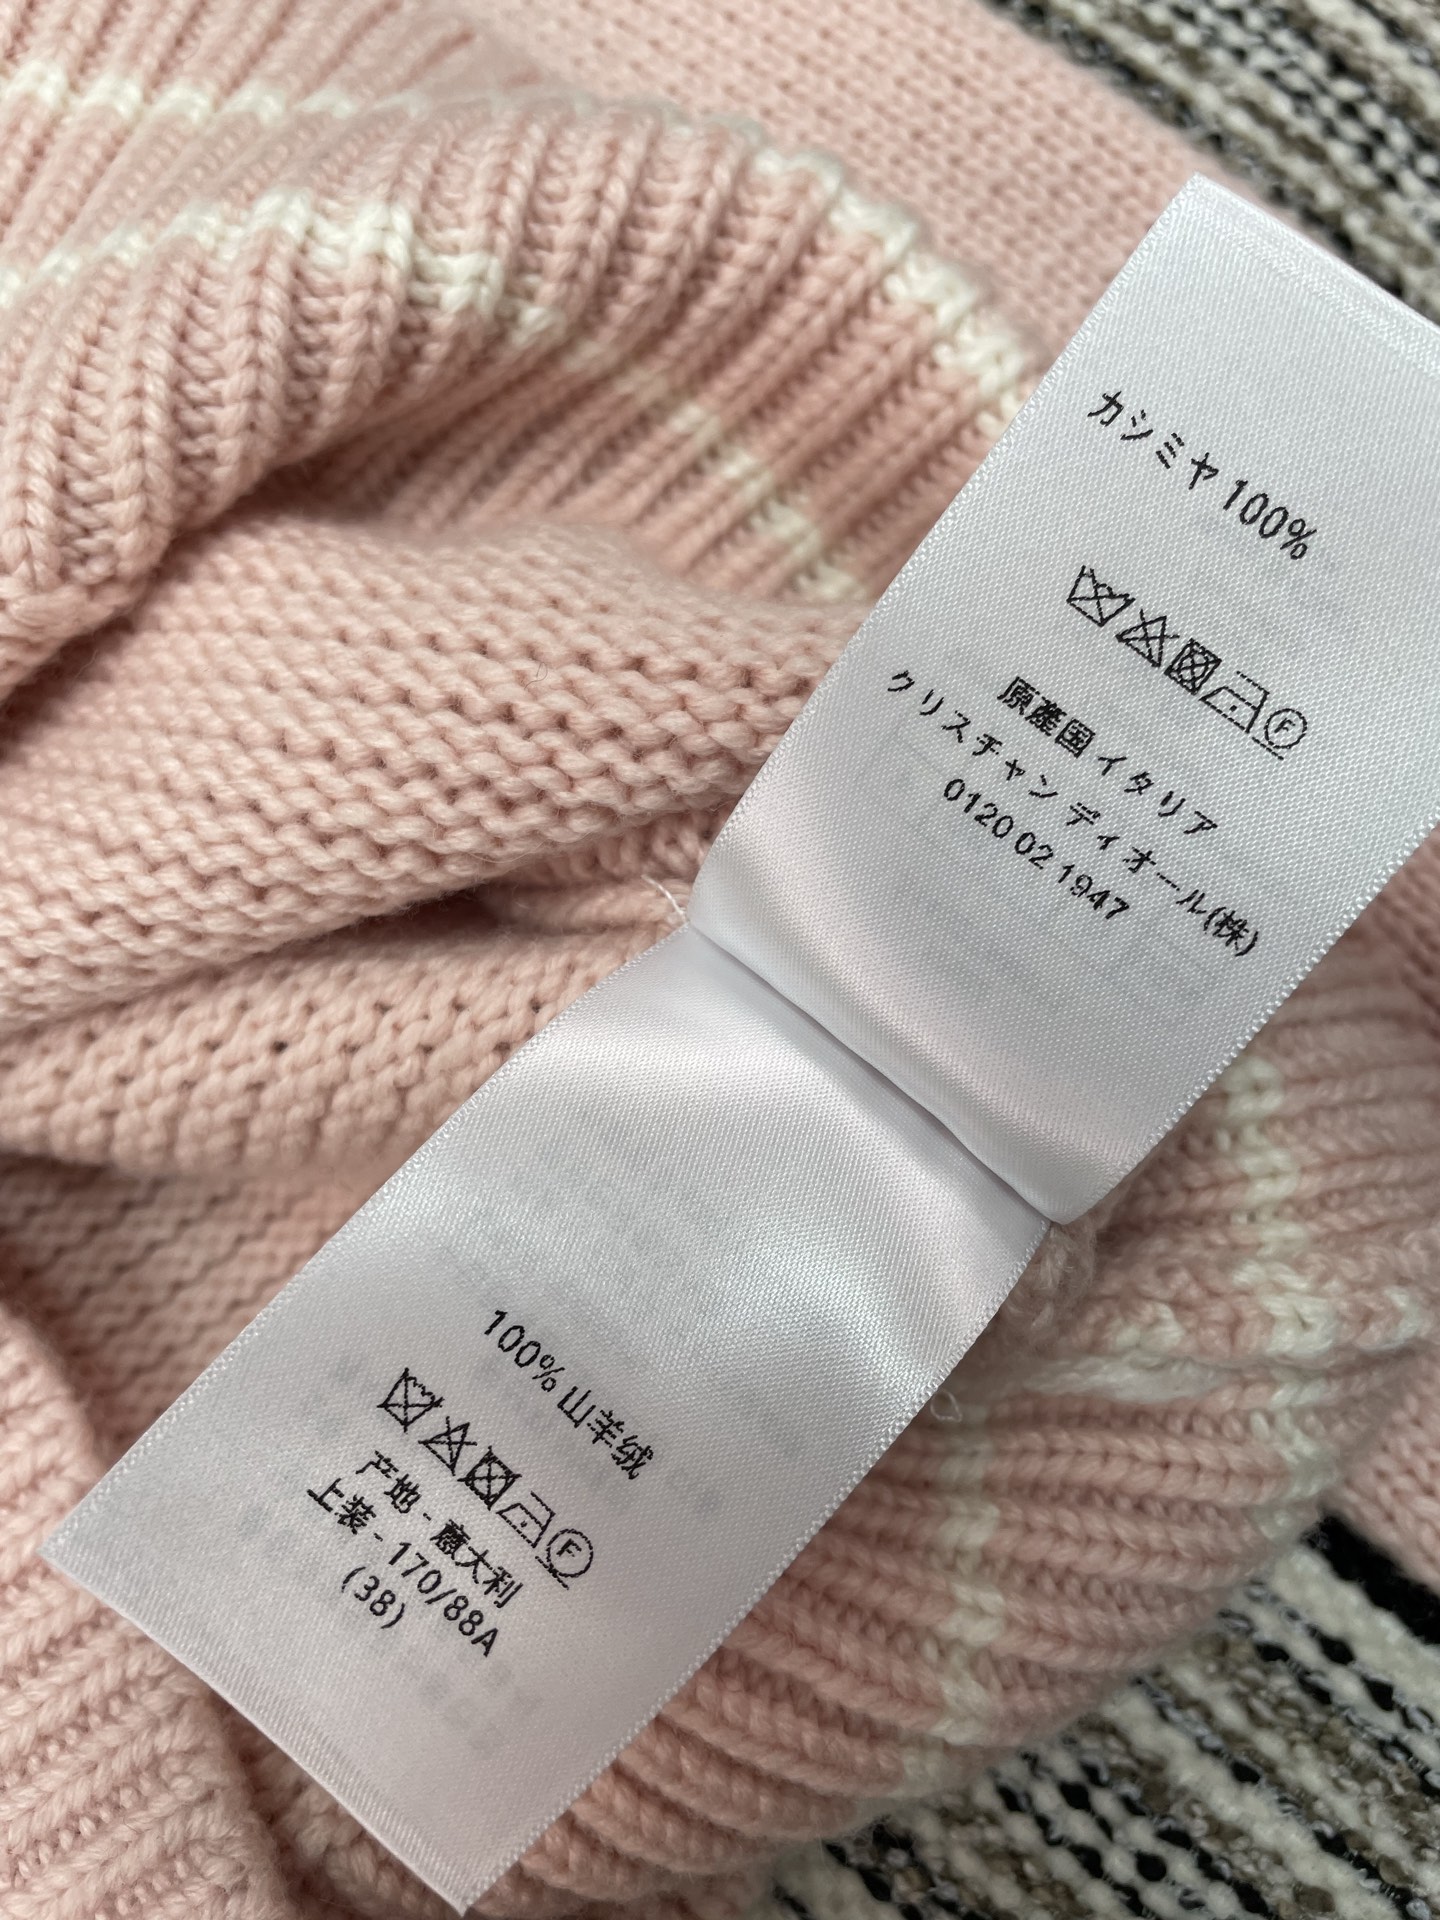 カシミヤ 100%
F
原産国イタリア
クリスチャン ディオール(株)
0120 02 1947
100% 山羊绒
F
产地 - 意大利
上装 - 170/88A
(38)